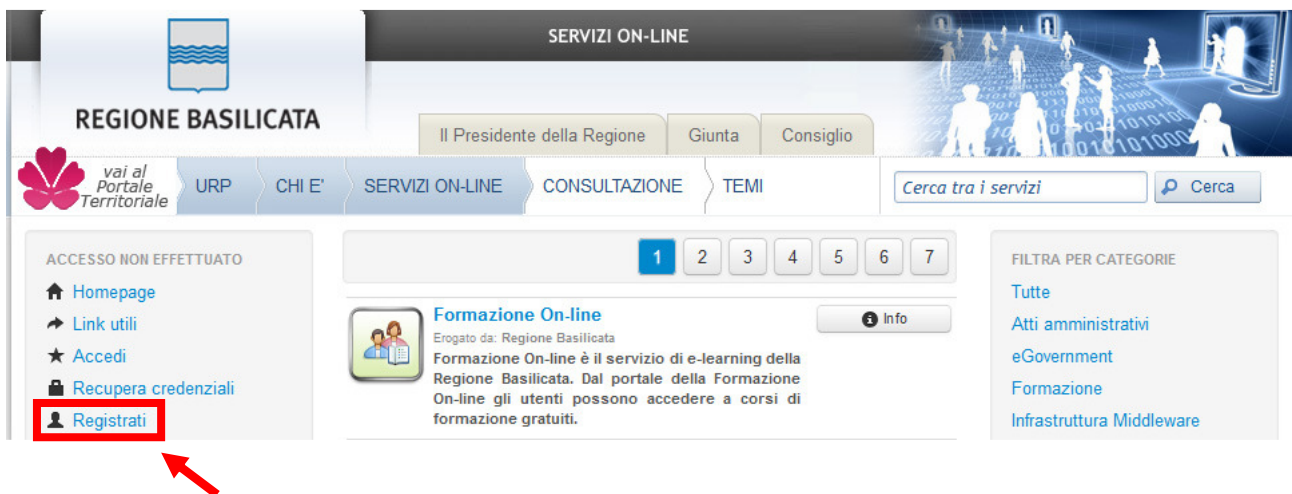 SERVIZI ON-LINE
REGIONE BASILICATA
Il Presidente della Regione
Giunta
Consiglio
vai al
Portale
Territoriale
URP
CHI E'
SERVIZI ON-LINE
CONSULTAZIONE
TEMI
Cerca tra i servizi
Cerca
ACCESSO NON EFFETTUATO
Homepage
Link utili
Accedi
Recupera credenziali
Registrati
1 2 3 4 5 6 7
Formazione On-line
Info
Erogato da: Regione Basilicata
Formazione On-line è il servizio di e-learning della
Regione Basilicata. Dal portale della Formazione
On-line gli utenti possono accedere a corsi di
formazione gratuiti.
FILTRA PER CATEGORIE
Tutte
Atti amministrativi
eGovernment
Formazione
Infrastruttura Middleware